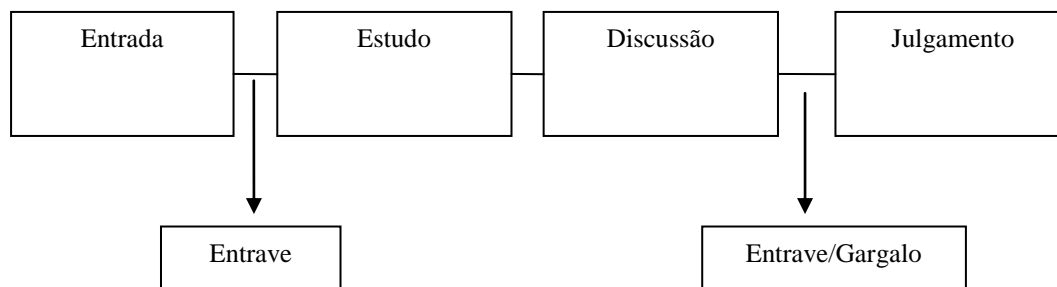 Entrada
Estudo
Discussão
Julgamento
Entrave
Entrave/Gargalo